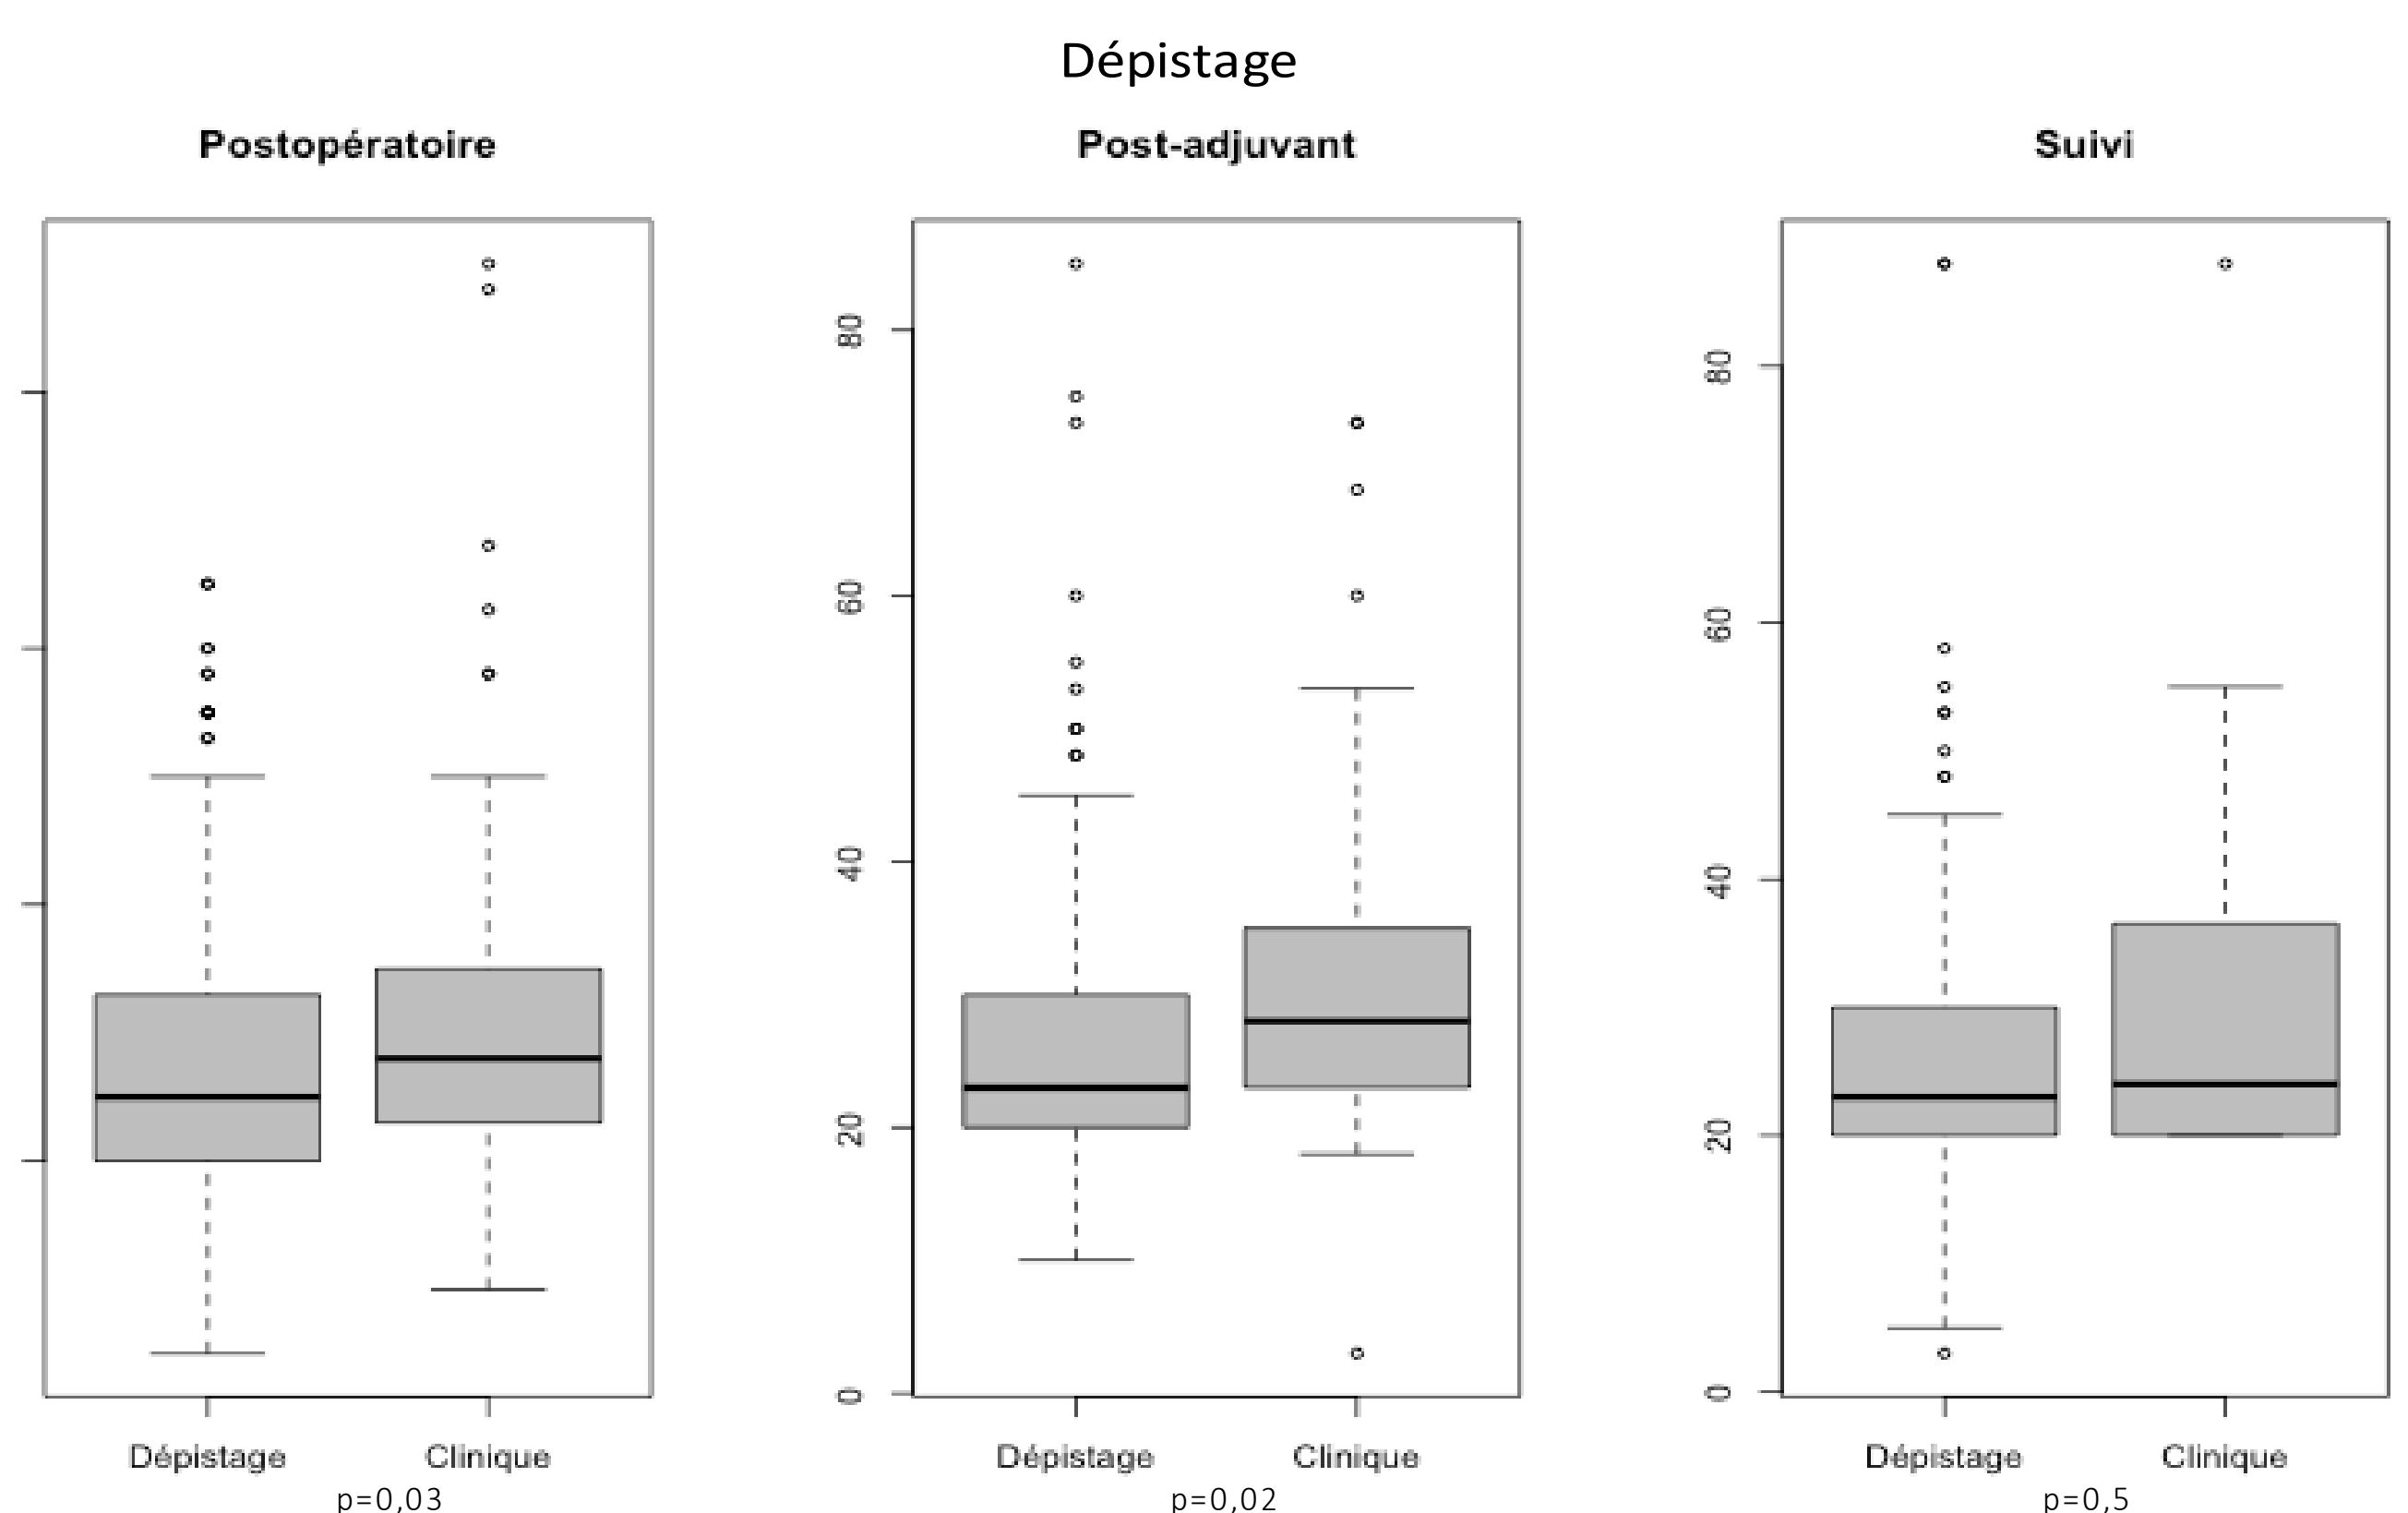 Dépistage
Postopératoire
Post-adjuvant
Suivi
80
60
40
20
0
80
60
40
20
0
Dépistage
Clinique
Dépistage
Clinique
Dépistage
Clinique
p=0,03
p=0,02
p=0,5